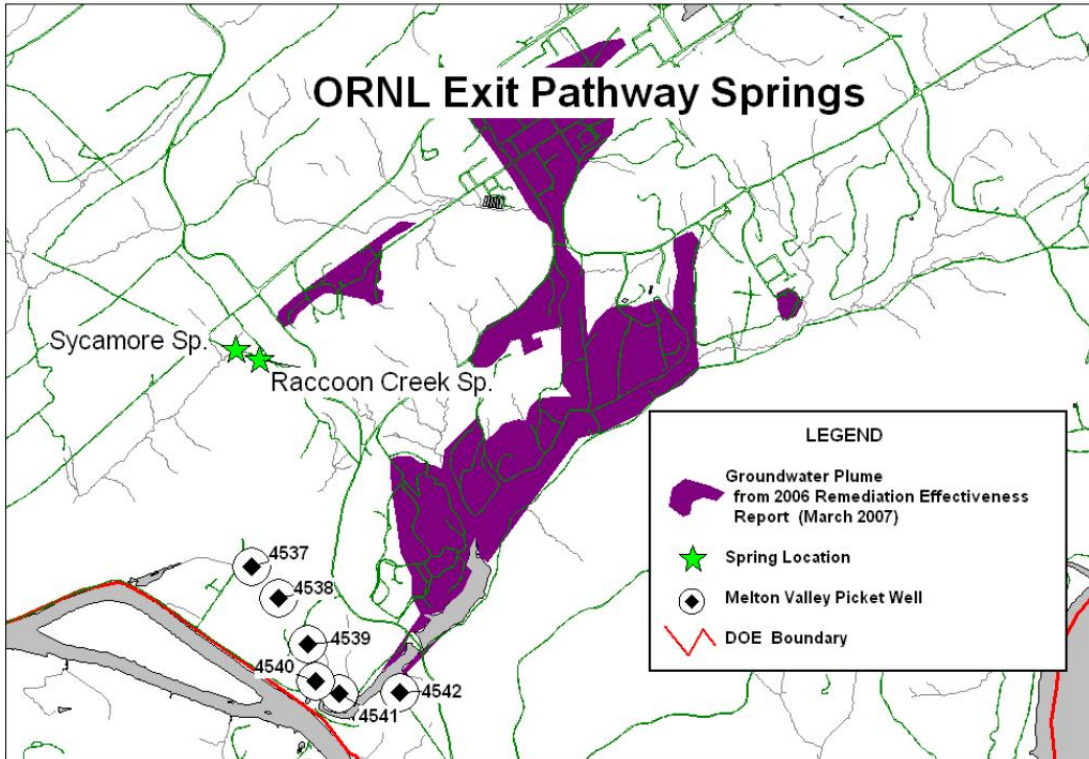 ORNL Exit Pathway Springs
Sycamore Sp.
Raccoon Creek Sp.
LEGEND
Groundwater Plume
from 2006 Remediation Effectiveness
Report (March 2007)
Spring Location
Melton Valley Picket Well
DOE Boundary
4537
4538
4539
4540
4541
4542